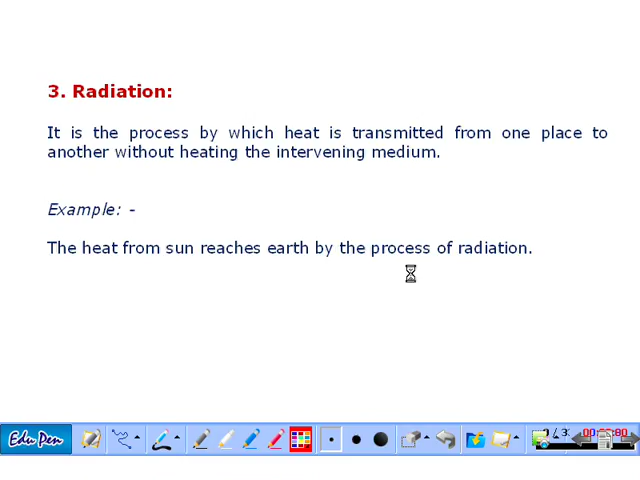 3. Radiation:
It is the process by which heat is transmitted from one place to
another without heating the intervening medium.
Example: -
The heat from sun reaches earth by the process of radiation.
Edu Pen